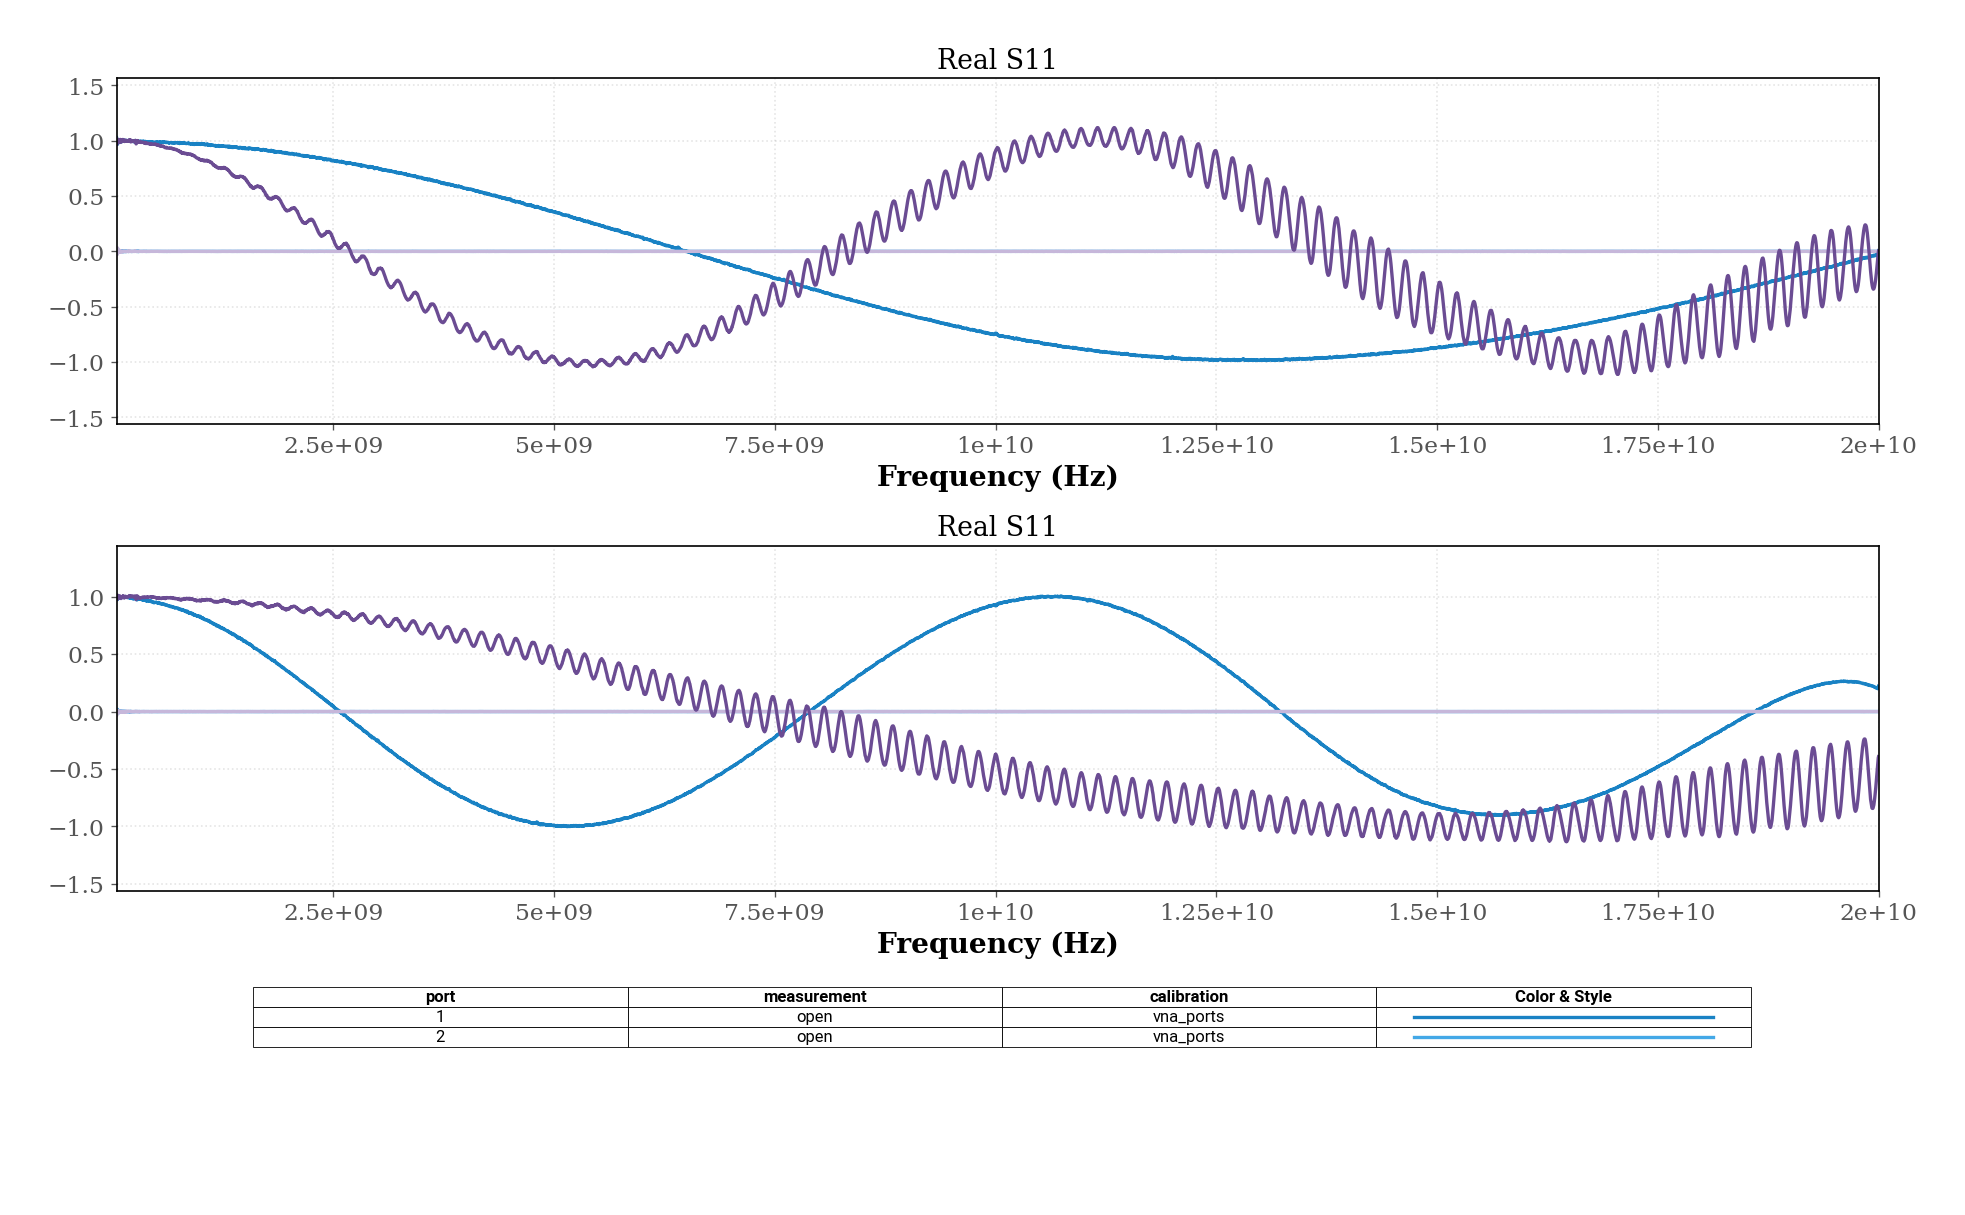 Real S11
1.5
1.0
0.5
0.0
−0.5
−1.0
−1.5
2.5e+09 5e+09 7.5e+09 1e+10 1.25e+10 1.5e+10 1.75e+10 2e+10
Frequency (Hz)
Real S11
1.0
0.5
0.0
−0.5
−1.0
−1.5
2.5e+09 5e+09 7.5e+09 1e+10 1.25e+10 1.5e+10 1.75e+10 2e+10
Frequency (Hz)
port measurement calibration Color & Style
1 open vna_ports
2 open vna_ports